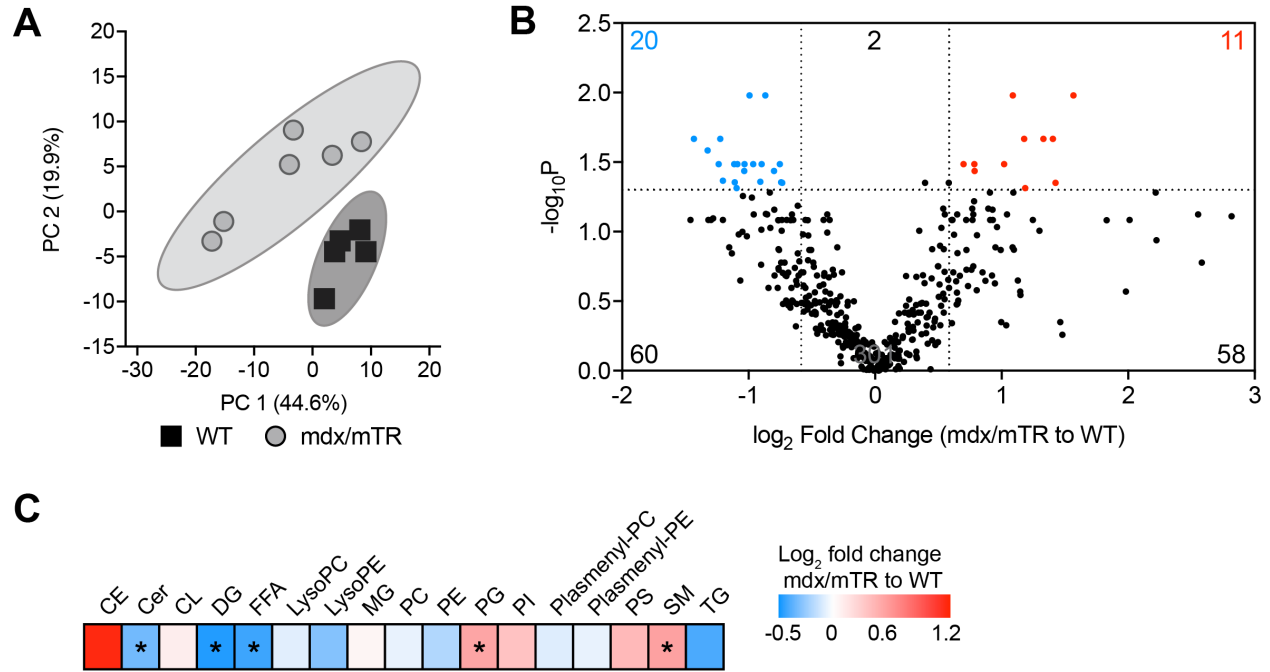 A
20
15
10
5
0
-5
-10
-15
PC 2 (19.9%)
-30
-20
-10
0
10
20
PC 1 (44.6%)
WT
mdx/mTR
B
2.5
2.0
1.5
1.0
0.5
0.0
-log10P
20
2
11
60
301
58
-2
-1
0
1
2
3
log2 Fold Change (mdx/mTR to WT)
C
CE
Cer
CL
DG
FFA
LysoPC
LysoPE
MG
PC
PE
PG
PI
Plasmenyl-PC
Plasmenyl-PE
PS
SM
TG
* * * * *
Log2 fold change
mdx/mTR to WT
-0.5 0 0.6 1.2